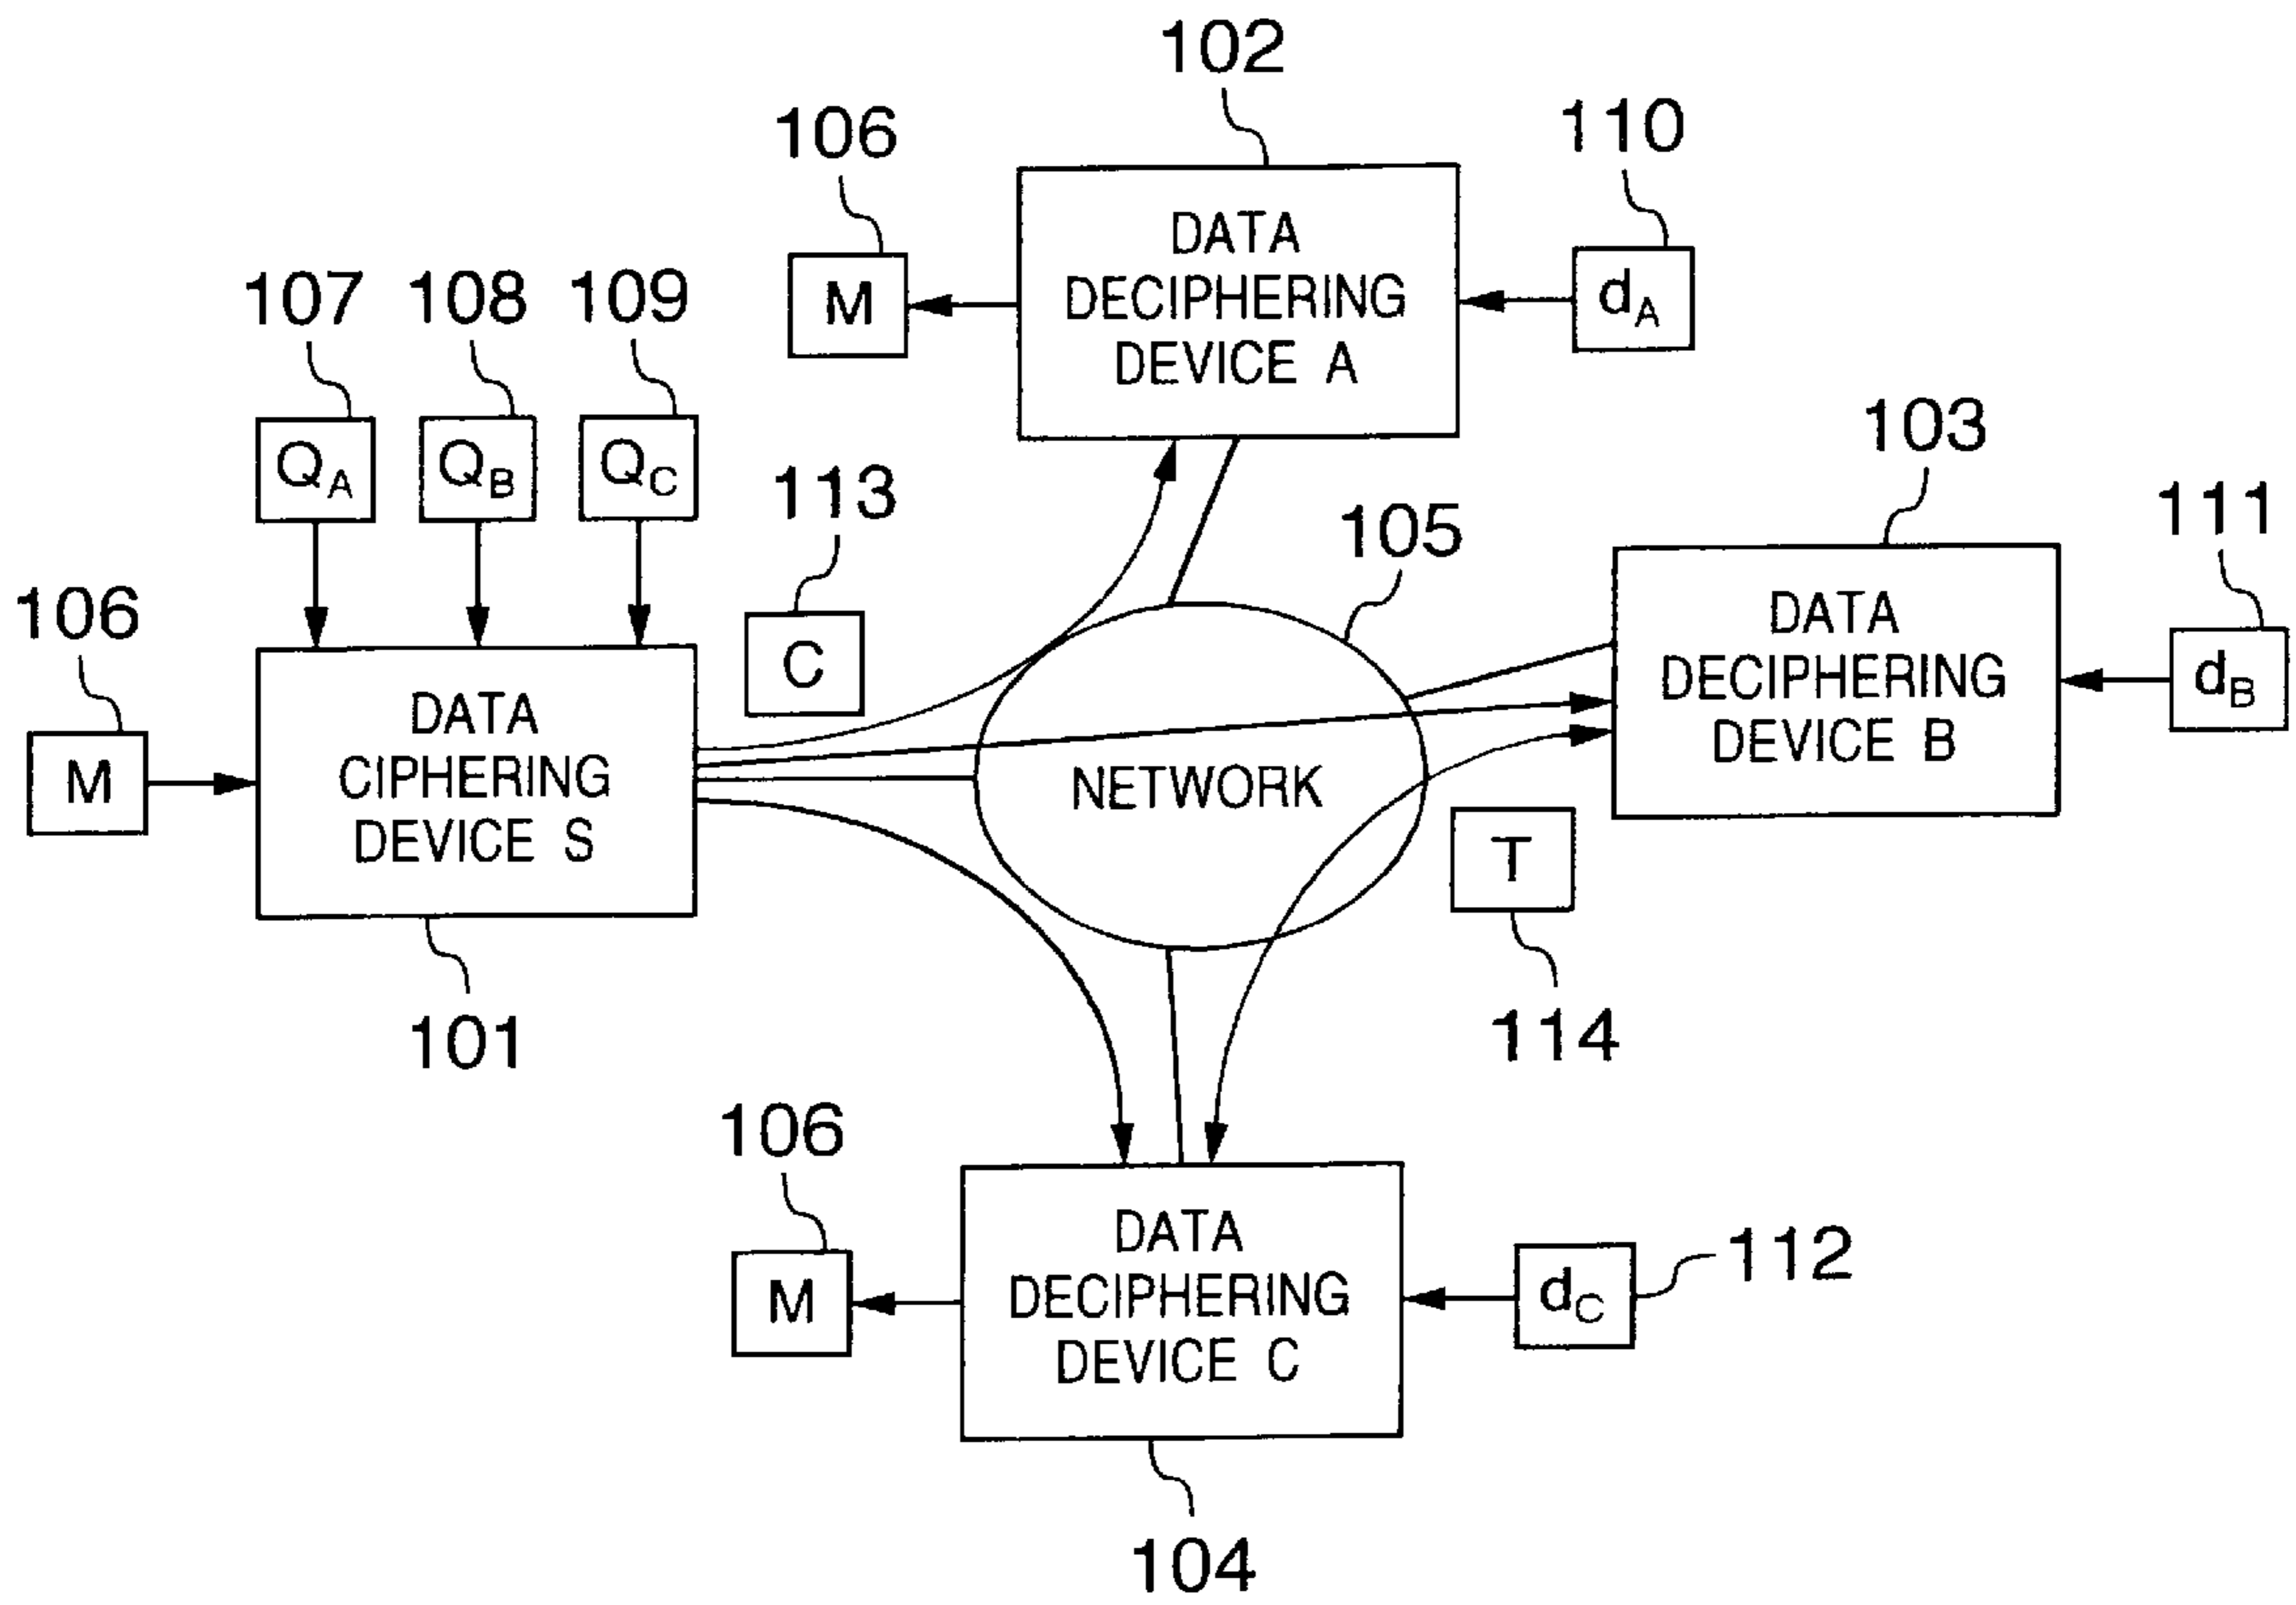 102
106
110
DATA
DECIPHERING
DEVICE A
M
dA
107
108
109
QA
QB
QC
113
C
105
103
111
106
M
DATA
CIPHERING
DEVICE S
NETWORK
DATA
DECIPHERING
DEVICE B
dB
T
114
101
106
M
DATA
DECIPHERING
DEVICE C
dC
112
104